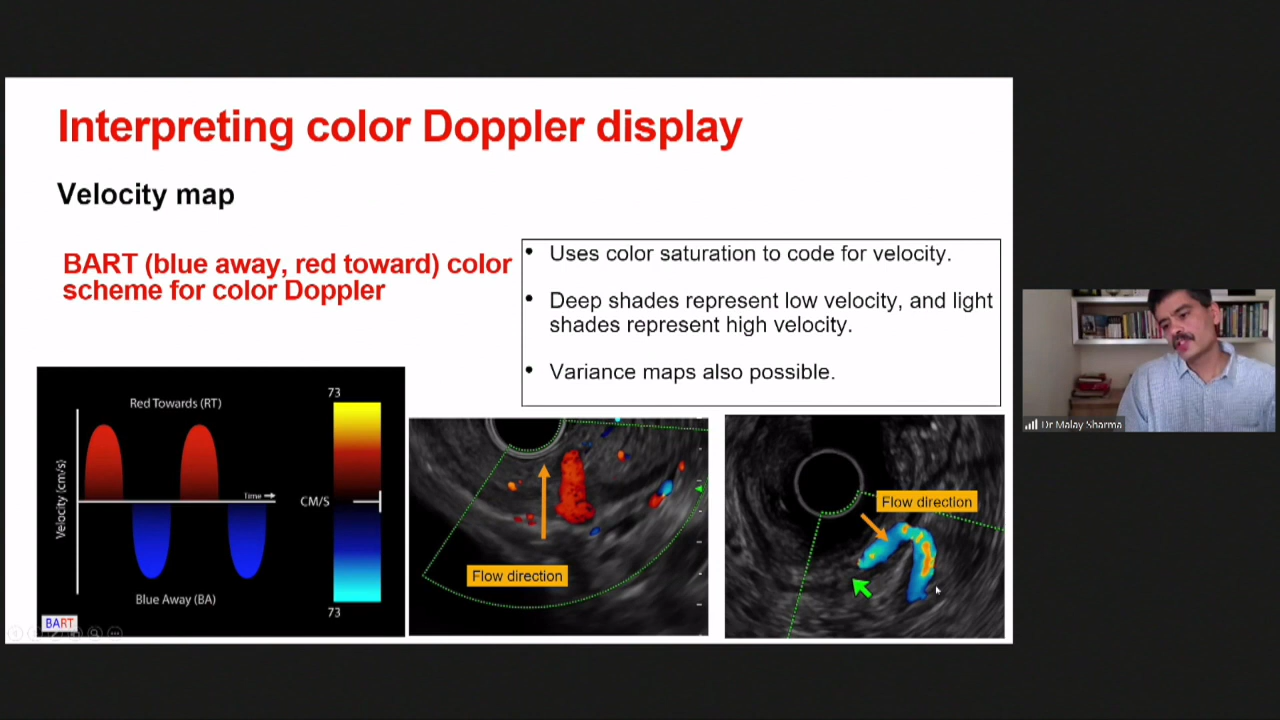 Interpreting color Doppler display
Velocity map
BART (blue away, red toward) color
scheme for color Doppler
• Uses color saturation to code for velocity.
• Deep shades represent low velocity, and light
shades represent high velocity.
• Variance maps also possible.
Red Towards (RT)
Velocity (cm/s)
Time
Blue Away (BA)
BART
73
CM/S
73
Flow direction
Flow direction
Dr Malay Sharma